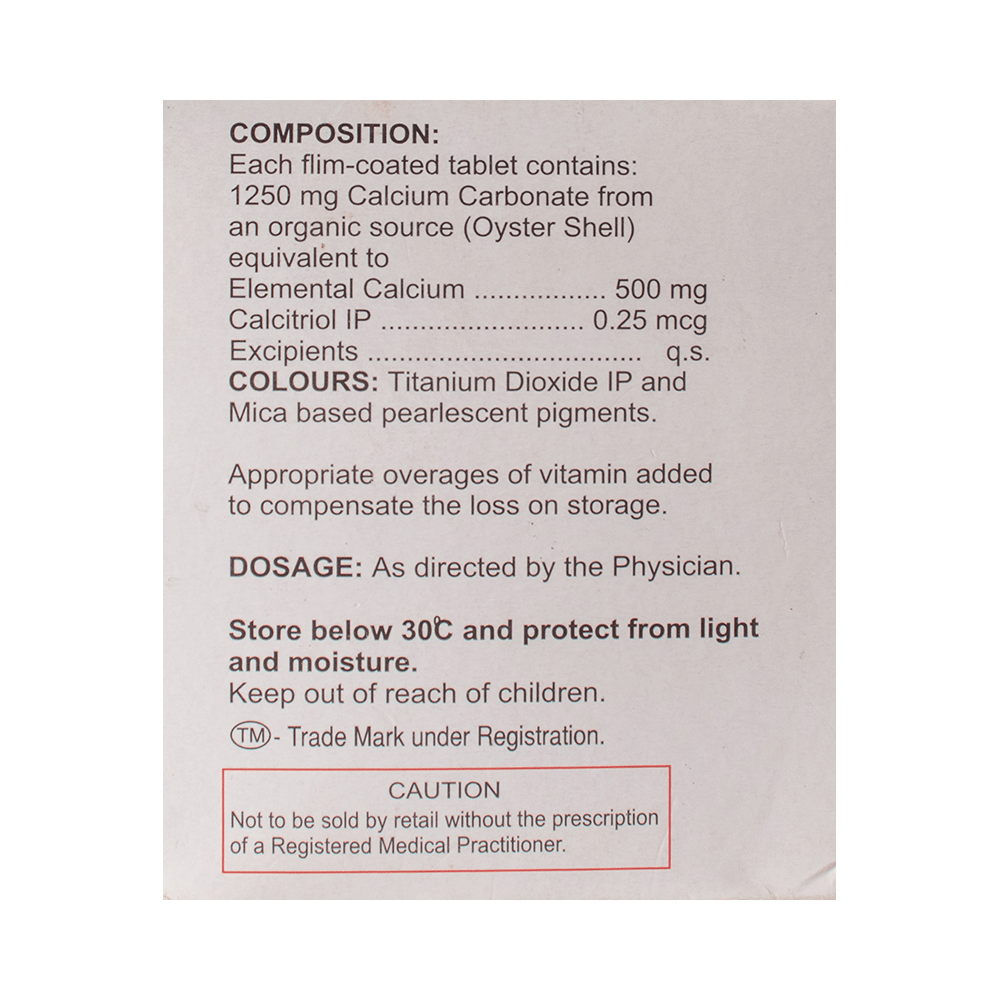 COMPOSITION:
Each flim-coated tablet contains:
1250 mg Calcium Carbonate from
an organic source (Oyster Shell)
equivalent to
Elemental Calcium ................. 500 mg
Calcitriol IP .......................... 0.25 mcg
Excipients ................................... q.s.
COLOURS: Titanium Dioxide IP and
Mica based pearlescent pigments.
Appropriate overages of vitamin added
to compensate the loss on storage.
DOSAGE: As directed by the Physician.
Store below 30°C and protect from light
and moisture.
Keep out of reach of children.
TM - Trade Mark under Registration.
CAUTION
Not to be sold by retail without the prescription
of a Registered Medical Practitioner.